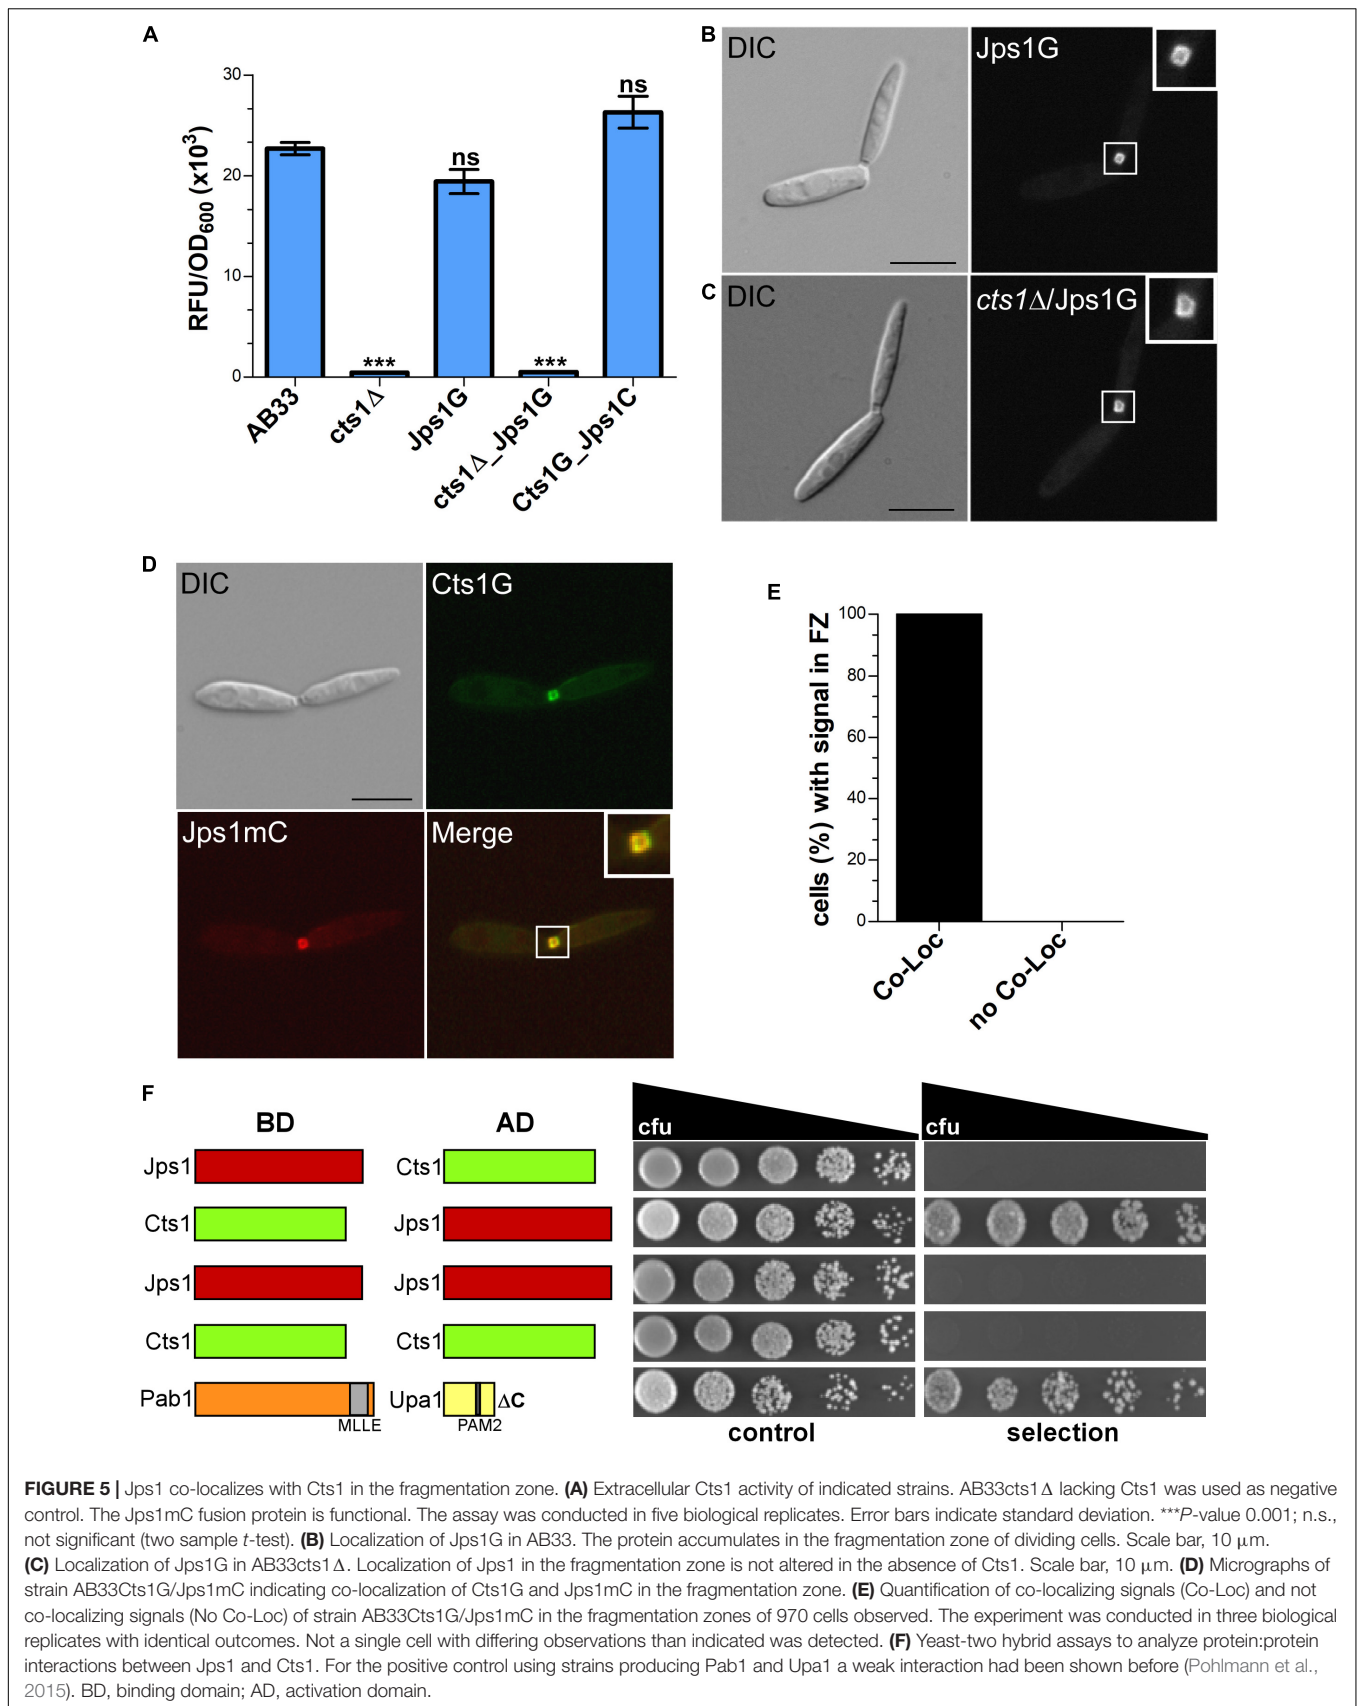 A
30
20
10
0
RFU/OD600 (x10³)
***
ns
***
ns
AB33
cts1Δ
Jps1G
cts1Δ_Jps1G
Cts1G_Jps1C
B
DIC
Jps1G
C
DIC
cts1Δ/Jps1G
D
DIC
Cts1G
Jps1mC
Merge
E
cells (%) with signal in FZ
100
80
60
40
20
0
Co-Loc
no Co-Loc
F
BD
AD
cfu
cfu
Jps1
Cts1
Cts1
Jps1
Jps1
Jps1
Cts1
Cts1
Pab1
Upa1
ΔC
MLLE
PAM2
control
selection
FIGURE 5 | Jps1 co-localizes with Cts1 in the fragmentation zone. (A) Extracellular Cts1 activity of indicated strains. AB33cts1Δ lacking Cts1 was used as negative
control. The Jps1mC fusion protein is functional. The assay was conducted in five biological replicates. Error bars indicate standard deviation. ***P-value 0.001; n.s.,
not significant (two sample t-test). (B) Localization of Jps1G in AB33. The protein accumulates in the fragmentation zone of dividing cells. Scale bar, 10 μm.
(C) Localization of Jps1G in AB33cts1Δ. Localization of Jps1 in the fragmentation zone is not altered in the absence of Cts1. Scale bar, 10 μm. (D) Micrographs of
strain AB33Cts1G/Jps1mC indicating co-localization of Cts1G and Jps1mC in the fragmentation zone. (E) Quantification of co-localizing signals (Co-Loc) and not
co-localizing signals (No Co-Loc) of strain AB33Cts1G/Jps1mC in the fragmentation zones of 970 cells observed. The experiment was conducted in three biological
replicates with identical outcomes. Not a single cell with differing observations than indicated was detected. (F) Yeast-two hybrid assays to analyze protein:protein
interactions between Jps1 and Cts1. For the positive control using strains producing Pab1 and Upa1 a weak interaction had been shown before (Pohlmann et al.,
2015). BD, binding domain; AD, activation domain.